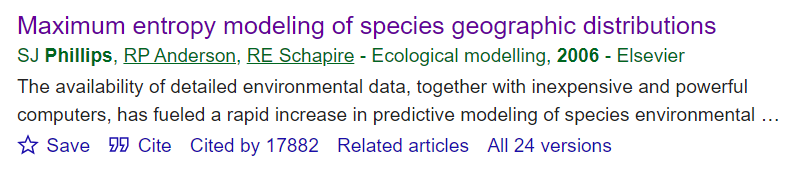 Maximum entropy modeling of species geographic distributions
SJ Phillips, RP Anderson, RE Schapire - Ecological modelling, 2006 - Elsevier
The availability of detailed environmental data, together with inexpensive and powerful
computers, has fueled a rapid increase in predictive modeling of species environmental …
Save Cite Cited by 17882 Related articles All 24 versions